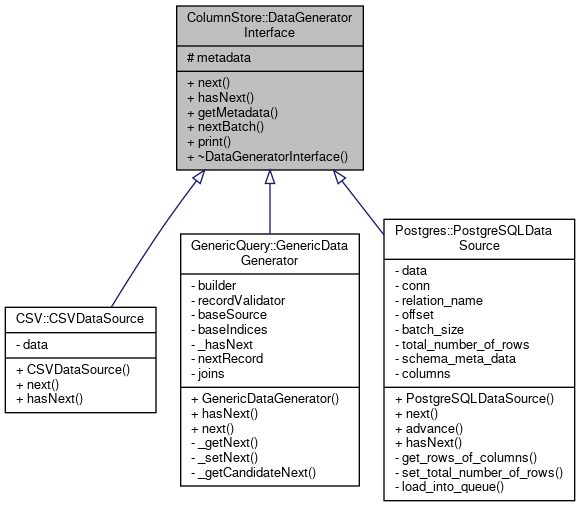 ColumnStore::DataGenerator
Interface
# metadata
+ next()
+ hasNext()
+ getMetadata()
+ nextBatch()
+ print()
+ ~DataGeneratorInterface()
CSV::CSVDataSource
- data
+ CSVDataSource()
+ next()
+ hasNext()
GenericQuery::GenericData
Generator
- builder
- recordValidator
- baseSource
- baseIndices
- _hasNext
- nextRecord
- joins
+ GenericDataGenerator()
+ hasNext()
+ next()
- _getNext()
- _setNext()
- _getCandidateNext()
Postgres::PostgreSQLData
Source
- data
- conn
- relation_name
- offset
- batch_size
- total_number_of_rows
- schema_meta_data
- columns
+ PostgreSQLDataSource()
+ next()
+ advance()
+ hasNext()
- get_rows_of_columns()
- set_total_number_of_rows()
- load_into_queue()